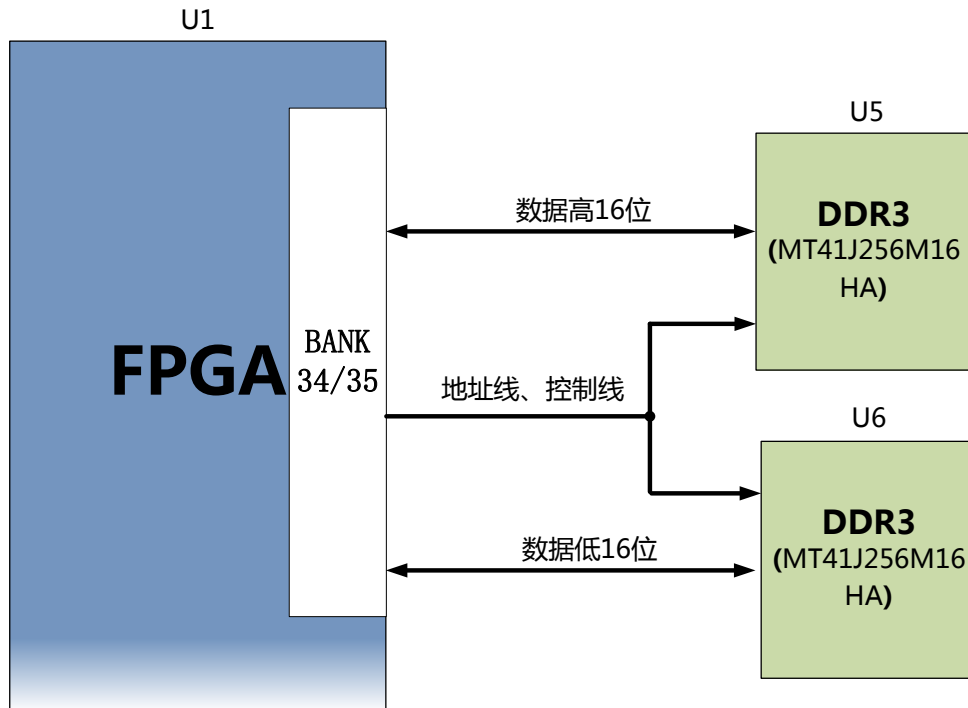 U1
U5
数据高16位
DDR3
(MT41J256M16
HA)
FPGA
BANK
34/35
地址线、控制线
U6
数据低16位
DDR3
(MT41J256M16
HA)